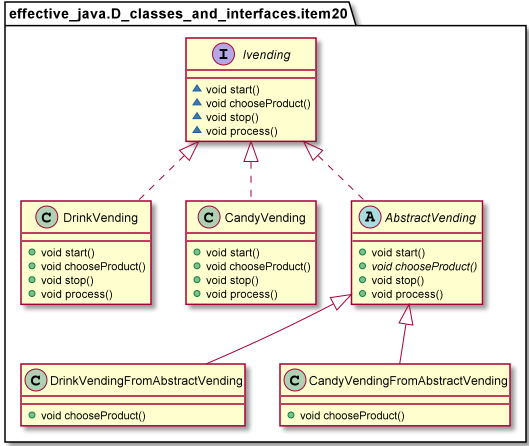 effective_java.D_classes_and_interfaces.item20
I Ivending
void start()
void chooseProduct()
void stop()
void process()
C DrinkVending
void start()
void chooseProduct()
void stop()
void process()
C CandyVending
void start()
void chooseProduct()
void stop()
void process()
A AbstractVending
void start()
void chooseProduct()
void stop()
void process()
C DrinkVendingFromAbstractVending
void chooseProduct()
C CandyVendingFromAbstractVending
void chooseProduct()